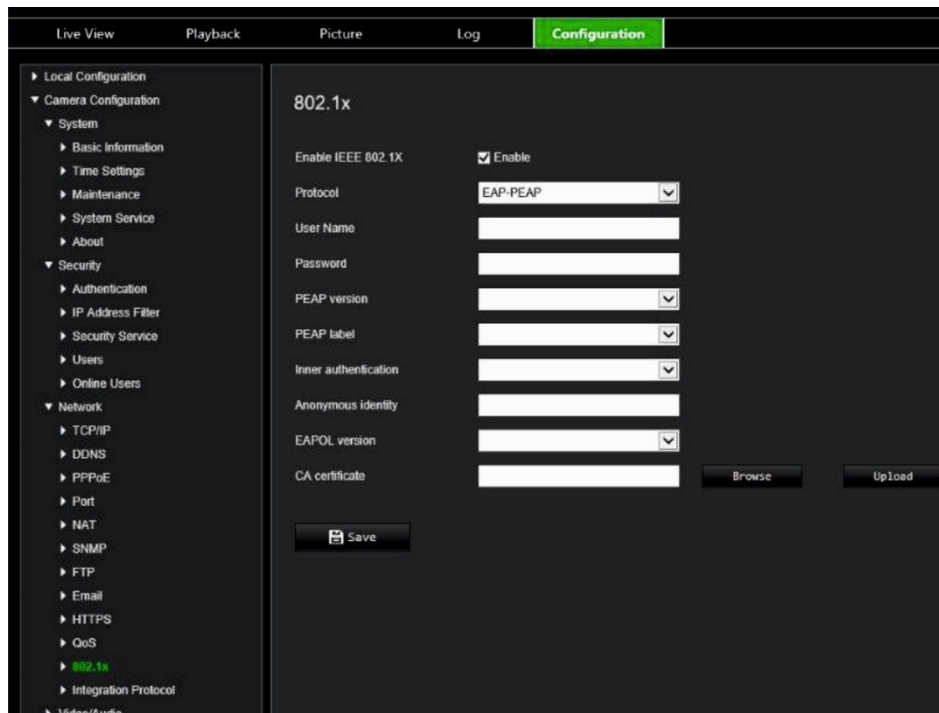 Live View Playback Picture Log Configuration
Local Configuration
Camera Configuration
System
Basic Information
Time Settings
Maintenance
System Service
About
Security
Authentication
IP Address Filter
Security Service
Users
Online Users
Network
TCP/IP
DDNS
PPPoE
Port
NAT
SNMP
FTP
Email
HTTPS
QoS
802.1x
Integration Protocol
Video/Audio
802.1x
Enable IEEE 802.1X Enable
Protocol EAP-PEAP
User Name
Password
PEAP version
PEAP label
Inner authentication
Anonymous identity
EAPOL version
CA certificate Browse Upload
Save